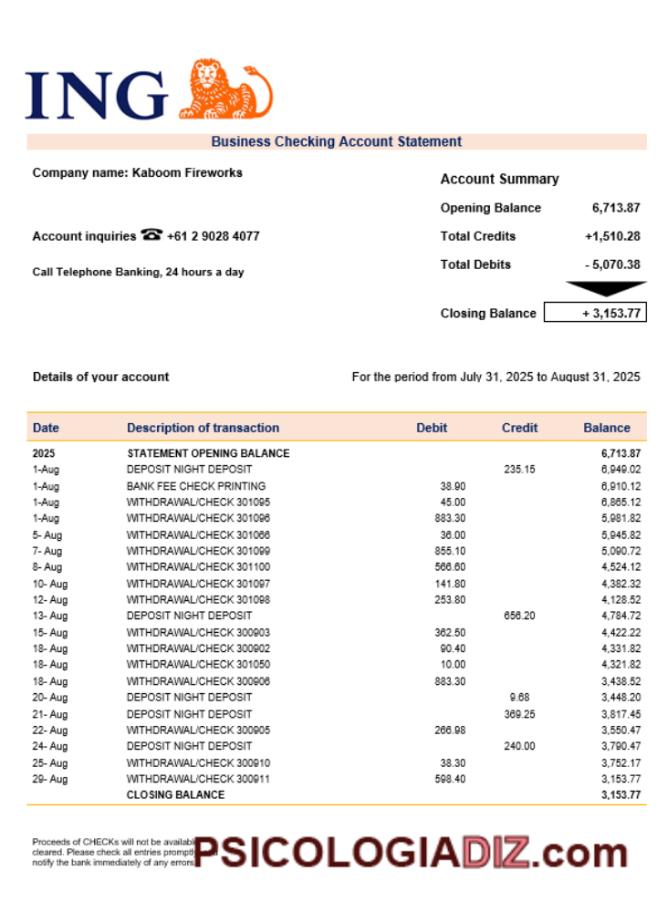 ING
Business Checking Account Statement
Company name: Kaboom Fireworks
Account Summary
Opening Balance 6,713.87
Account inquiries ☎ +61 2 9028 4077
Total Credits +1,510.28
Call Telephone Banking, 24 hours a day
Total Debits - 5,070.38
Closing Balance + 3,153.77
Details of your account For the period from July 31, 2025 to August 31, 2025
Date Description of transaction Debit Credit Balance
2025 STATEMENT OPENING BALANCE 6,713.87
1-Aug DEPOSIT NIGHT DEPOSIT 235.15 6,949.02
1-Aug BANK FEE CHECK PRINTING 38.90 6,910.12
1-Aug WITHDRAWAL/CHECK 301095 45.00 6,865.12
1-Aug WITHDRAWAL/CHECK 301096 883.30 5,981.82
5- Aug WITHDRAWAL/CHECK 301066 36.00 5,945.82
7- Aug WITHDRAWAL/CHECK 301099 855.10 5,090.72
8- Aug WITHDRAWAL/CHECK 301100 566.60 4,524.12
10- Aug WITHDRAWAL/CHECK 301097 141.80 4,382.32
12- Aug WITHDRAWAL/CHECK 301098 253.80 4,128.52
13- Aug DEPOSIT NIGHT DEPOSIT 656.20 4,784.72
15- Aug WITHDRAWAL/CHECK 300903 362.50 4,422.22
18- Aug WITHDRAWAL/CHECK 300902 90.40 4,331.82
18- Aug WITHDRAWAL/CHECK 301050 10.00 4,321.82
18- Aug WITHDRAWAL/CHECK 300906 883.30 3,438.52
20- Aug DEPOSIT NIGHT DEPOSIT 9.68 3,448.20
21- Aug DEPOSIT NIGHT DEPOSIT 369.25 3,817.45
22- Aug WITHDRAWAL/CHECK 300905 266.98 3,550.47
24- Aug DEPOSIT NIGHT DEPOSIT 240.00 3,790.47
25- Aug WITHDRAWAL/CHECK 300910 38.30 3,752.17
29- Aug WITHDRAWAL/CHECK 300911 598.40 3,153.77
CLOSING BALANCE 3,153.77
Proceeds of CHECKs will not be
cleared. Please check all entries
notify the bank immediately of any errors
PSICOLOGIADIZ.com